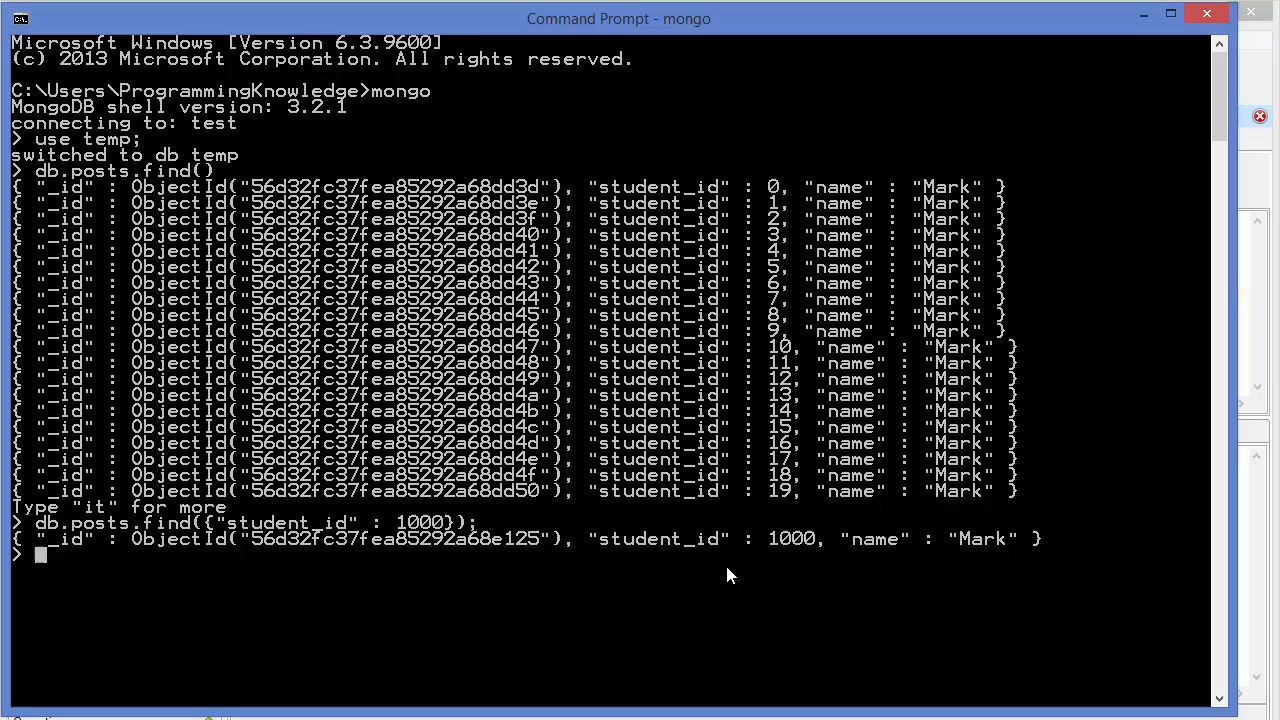 Command Prompt - mongo
Microsoft Windows [Version 6.3.9600]
(c) 2013 Microsoft Corporation. All rights reserved.
C:\Users\ProgrammingKnowledge>mongo
MongoDB shell version: 3.2.1
connecting to: test
> use temp;
switched to db temp
> db.posts.find()
{ "_id" : ObjectId("56d32fc37fea85292a68dd3d"), "student_id" : 0, "name" : "Mark" }
{ "_id" : ObjectId("56d32fc37fea85292a68dd3e"), "student_id" : 1, "name" : "Mark" }
{ "_id" : ObjectId("56d32fc37fea85292a68dd3f"), "student_id" : 2, "name" : "Mark" }
{ "_id" : ObjectId("56d32fc37fea85292a68dd40"), "student_id" : 3, "name" : "Mark" }
{ "_id" : ObjectId("56d32fc37fea85292a68dd41"), "student_id" : 4, "name" : "Mark" }
{ "_id" : ObjectId("56d32fc37fea85292a68dd42"), "student_id" : 5, "name" : "Mark" }
{ "_id" : ObjectId("56d32fc37fea85292a68dd43"), "student_id" : 6, "name" : "Mark" }
{ "_id" : ObjectId("56d32fc37fea85292a68dd44"), "student_id" : 7, "name" : "Mark" }
{ "_id" : ObjectId("56d32fc37fea85292a68dd45"), "student_id" : 8, "name" : "Mark" }
{ "_id" : ObjectId("56d32fc37fea85292a68dd46"), "student_id" : 9, "name" : "Mark" }
{ "_id" : ObjectId("56d32fc37fea85292a68dd47"), "student_id" : 10, "name" : "Mark" }
{ "_id" : ObjectId("56d32fc37fea85292a68dd48"), "student_id" : 11, "name" : "Mark" }
{ "_id" : ObjectId("56d32fc37fea85292a68dd49"), "student_id" : 12, "name" : "Mark" }
{ "_id" : ObjectId("56d32fc37fea85292a68dd4a"), "student_id" : 13, "name" : "Mark" }
{ "_id" : ObjectId("56d32fc37fea85292a68dd4b"), "student_id" : 14, "name" : "Mark" }
{ "_id" : ObjectId("56d32fc37fea85292a68dd4c"), "student_id" : 15, "name" : "Mark" }
{ "_id" : ObjectId("56d32fc37fea85292a68dd4d"), "student_id" : 16, "name" : "Mark" }
{ "_id" : ObjectId("56d32fc37fea85292a68dd4e"), "student_id" : 17, "name" : "Mark" }
{ "_id" : ObjectId("56d32fc37fea85292a68dd4f"), "student_id" : 18, "name" : "Mark" }
{ "_id" : ObjectId("56d32fc37fea85292a68dd50"), "student_id" : 19, "name" : "Mark" }
Type "it" for more
> db.posts.find({"student_id" : 1000});
{ "_id" : ObjectId("56d32fc37fea85292a68e125"), "student_id" : 1000, "name" : "Mark" }
>